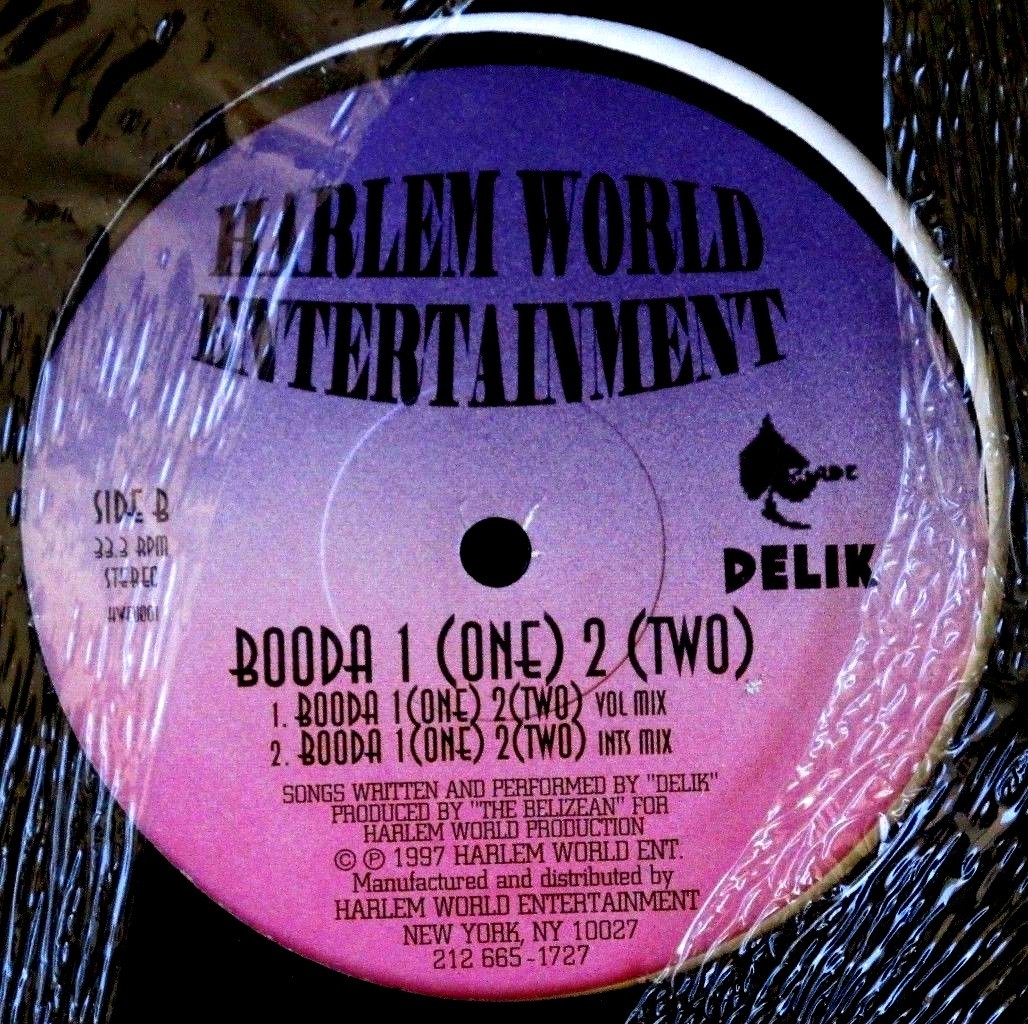 HARLEM WORLD
ENTERTAINMENT
SIDE B
33.3 RPM
STEREO
DELIK
BOODA 1 (ONE) 2 (TWO)
1. BOODA 1(ONE) 2(TWO) VOL MIX
2. BOODA 1(ONE) 2(TWO) INTS MIX
SONGS WRITTEN AND PERFORMED BY "DELIK"
PRODUCED BY "THE BELIZEAN" FOR
HARLEM WORLD PRODUCTION
© ℗ 1997 HARLEM WORLD ENT.
Manufactured and distributed by
HARLEM WORLD ENTERTAINMENT
NEW YORK, NY 10027
212 665-1727